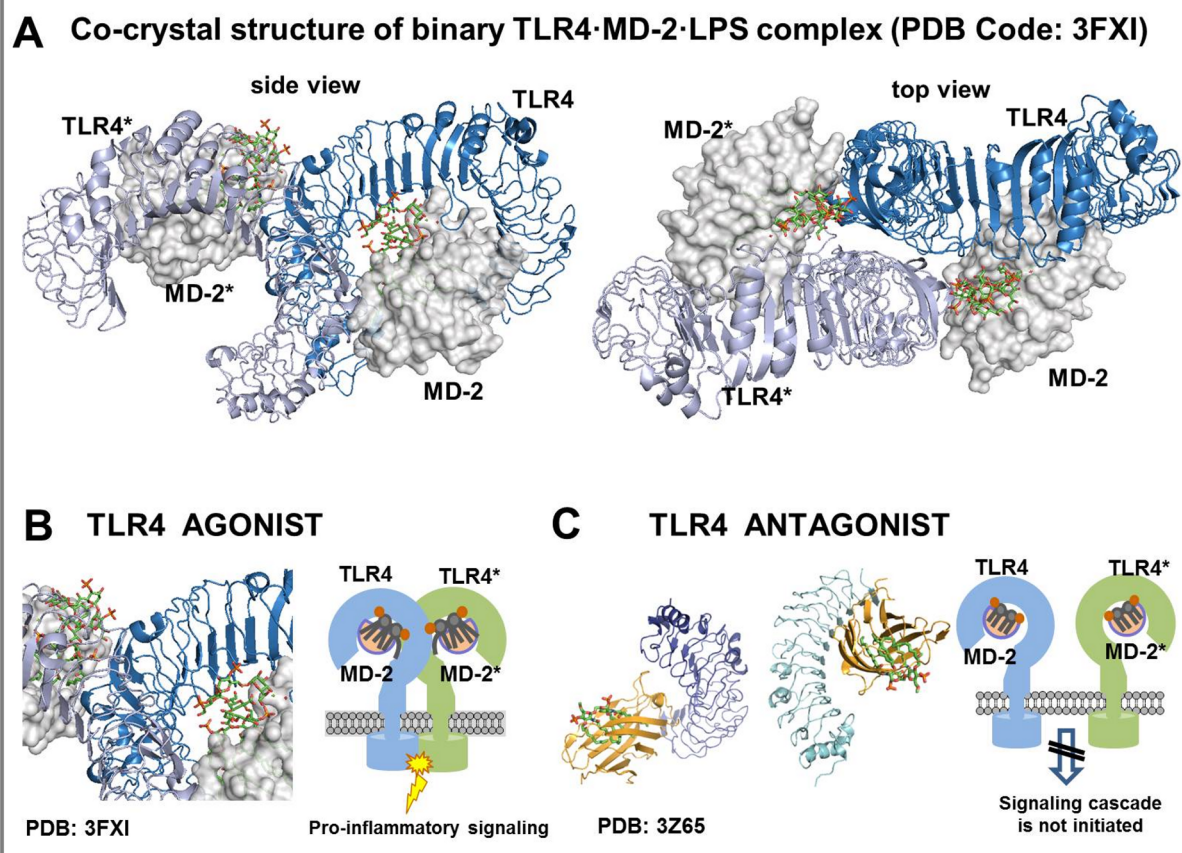 A Co-crystal structure of binary TLR4·MD-2·LPS complex (PDB Code: 3FXI)
side view
TLR4*
TLR4
MD-2*
MD-2
top view
MD-2*
TLR4
TLR4*
MD-2
B TLR4 AGONIST
TLR4
TLR4*
MD-2
MD-2*
PDB: 3FXI
Pro-inflammatory signaling
C TLR4 ANTAGONIST
TLR4
TLR4*
MD-2
MD-2*
PDB: 3Z65
Signaling cascade
is not initiated